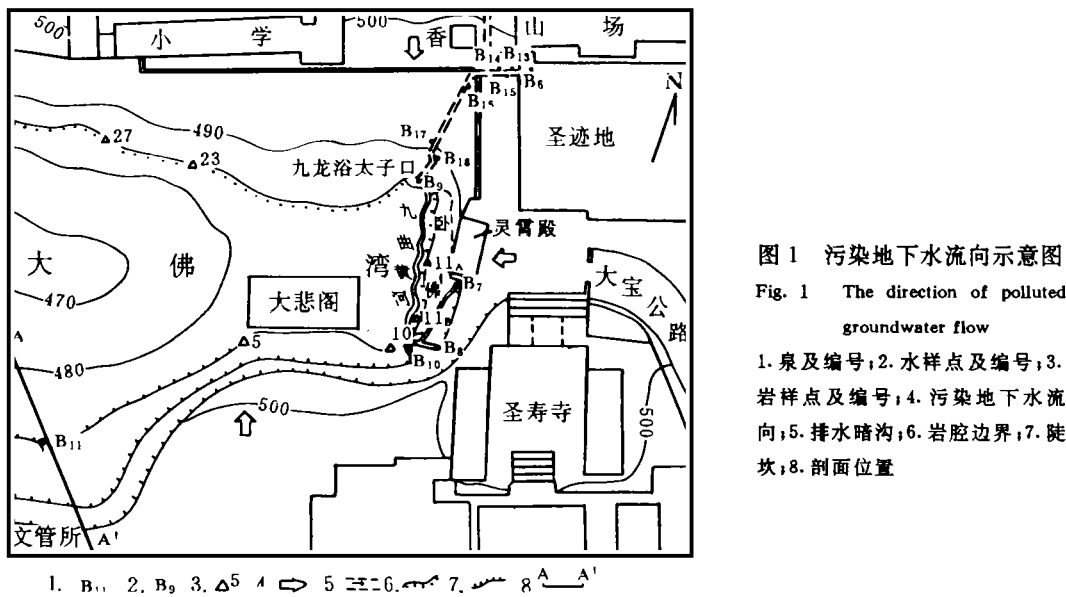 500
500
小学
香山场
B₁₄
B₁₃
B₆
B₁₅
B₁₆
N
圣迹地
27
490
B₁₇
23
B₁₈
九龙浴太子口
B₉
九曲黄河
卧佛
灵霄殿
大佛湾
11
B₇
大宝公路
470
大悲阁
11
10
B₈
5
B₁₀
A
480
500
圣寿寺
500
B₁₁
文管所
A'
1. B₁₁ 2. B₉ 3. △5 4 ⇨ 5 6. 7. 8 A A'
图1 污染地下水流向示意图
Fig. 1 The direction of polluted
groundwater flow
1.泉及编号;2.水样点及编号;3.
岩样点及编号;4.污染地下水流
向;5.排水暗沟;6.岩腔边界;7.陡
坎;8.剖面位置